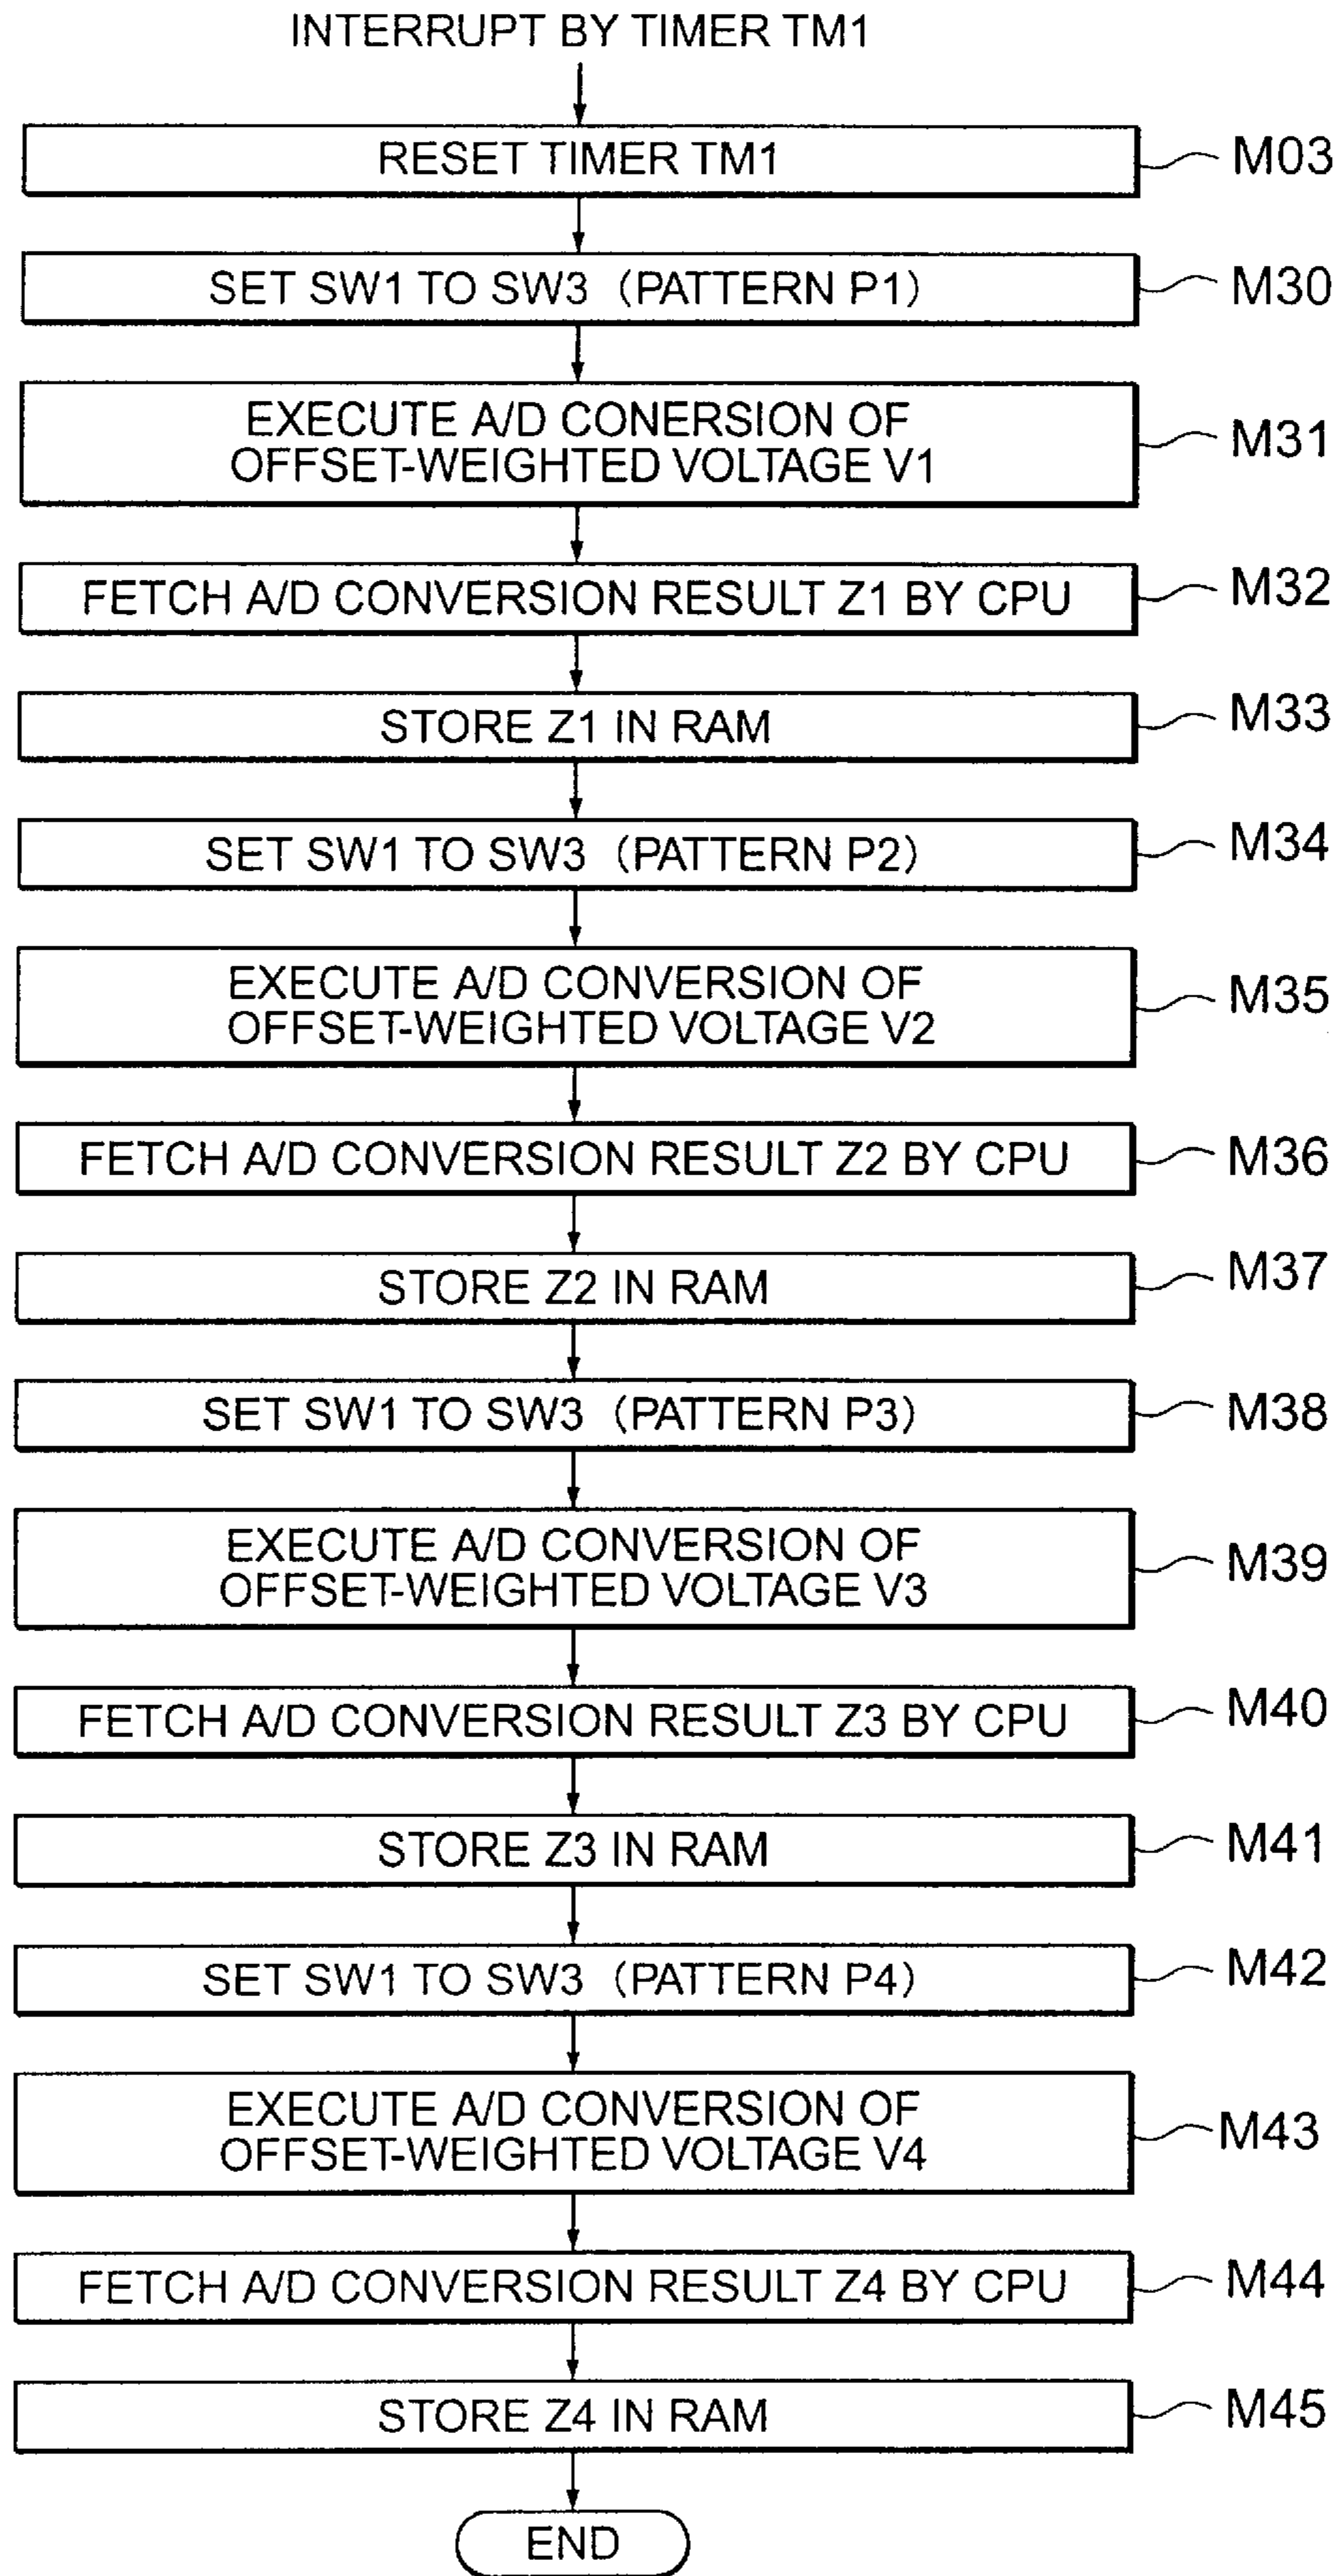 INTERRUPT BY TIMER TM1
RESET TIMER TM1
M03
SET SW1 TO SW3 (PATTERN P1)
M30
EXECUTE A/D CONERSION OF
OFFSET-WEIGHTED VOLTAGE V1
M31
FETCH A/D CONVERSION RESULT Z1 BY CPU
M32
STORE Z1 IN RAM
M33
SET SW1 TO SW3 (PATTERN P2)
M34
EXECUTE A/D CONVERSION OF
OFFSET-WEIGHTED VOLTAGE V2
M35
FETCH A/D CONVERSION RESULT Z2 BY CPU
M36
STORE Z2 IN RAM
M37
SET SW1 TO SW3 (PATTERN P3)
M38
EXECUTE A/D CONVERSION OF
OFFSET-WEIGHTED VOLTAGE V3
M39
FETCH A/D CONVERSION RESULT Z3 BY CPU
M40
STORE Z3 IN RAM
M41
SET SW1 TO SW3 (PATTERN P4)
M42
EXECUTE A/D CONVERSION OF
OFFSET-WEIGHTED VOLTAGE V4
M43
FETCH A/D CONVERSION RESULT Z4 BY CPU
M44
STORE Z4 IN RAM
M45
END